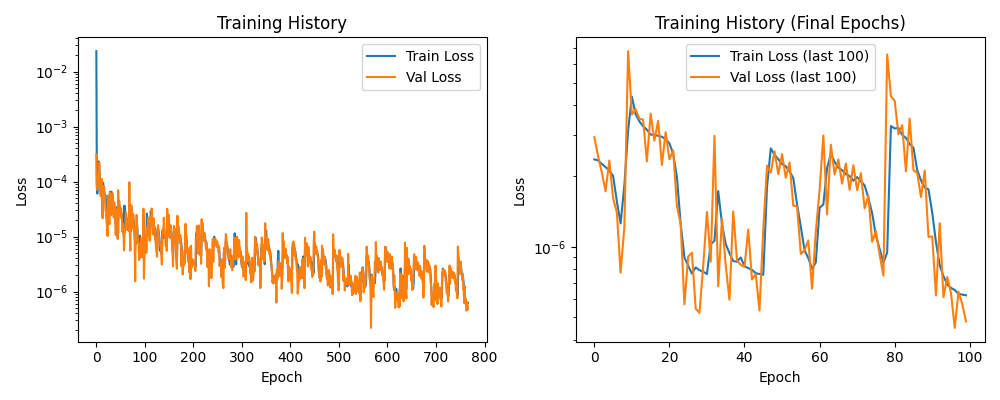 Training History
Train Loss
Val Loss
Loss
10⁻²
10⁻³
10⁻⁴
10⁻⁵
10⁻⁶
0 100 200 300 400 500 600 700 800
Epoch
Training History (Final Epochs)
Train Loss (last 100)
Val Loss (last 100)
Loss
10⁻⁶
0 20 40 60 80 100
Epoch